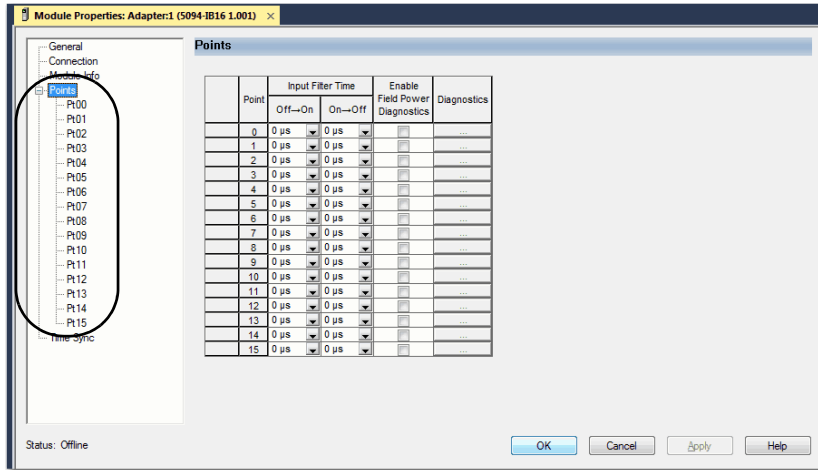 Module Properties: Adapter:1 (5094-IB16 1.001) ×
General
Connection
Module Info
Points
Pt00
Pt01
Pt02
Pt03
Pt04
Pt05
Pt06
Pt07
Pt08
Pt09
Pt10
Pt11
Pt12
Pt13
Pt14
Pt15
Time Sync
Points
Point Input Filter Time Enable Field Power Diagnostics Diagnostics
Off→On On→Off
0 0 µs 0 µs ...
1 0 µs 0 µs ...
2 0 µs 0 µs ...
3 0 µs 0 µs ...
4 0 µs 0 µs ...
5 0 µs 0 µs ...
6 0 µs 0 µs ...
7 0 µs 0 µs ...
8 0 µs 0 µs ...
9 0 µs 0 µs ...
10 0 µs 0 µs ...
11 0 µs 0 µs ...
12 0 µs 0 µs ...
13 0 µs 0 µs ...
14 0 µs 0 µs ...
15 0 µs 0 µs ...
Status: Offline
OK Cancel Apply Help